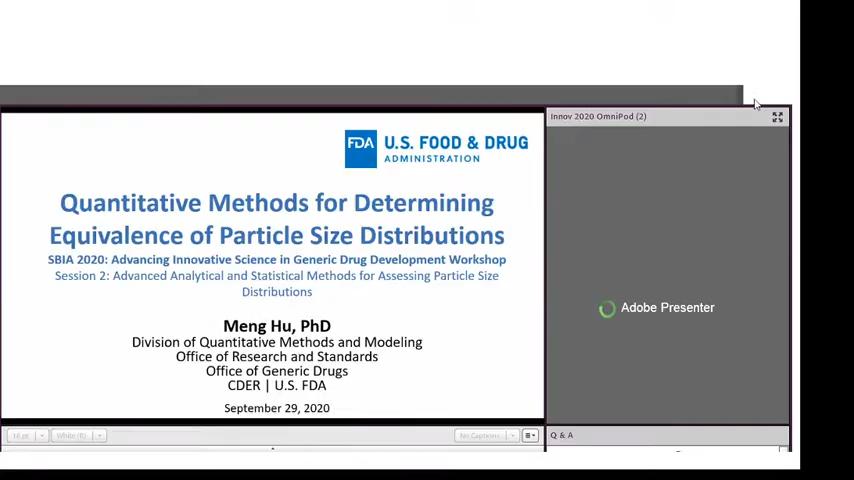 Innov 2020 OmniPod (2)
FDA U.S. FOOD & DRUG
ADMINISTRATION
Quantitative Methods for Determining
Equivalence of Particle Size Distributions
SBIA 2020: Advancing Innovative Science in Generic Drug Development Workshop
Session 2: Advanced Analytical and Statistical Methods for Assessing Particle Size
Distributions
Adobe Presenter
Meng Hu, PhD
Division of Quantitative Methods and Modeling
Office of Research and Standards
Office of Generic Drugs
CDER | U.S. FDA
September 29, 2020
White (R)
No Captions
Q & A